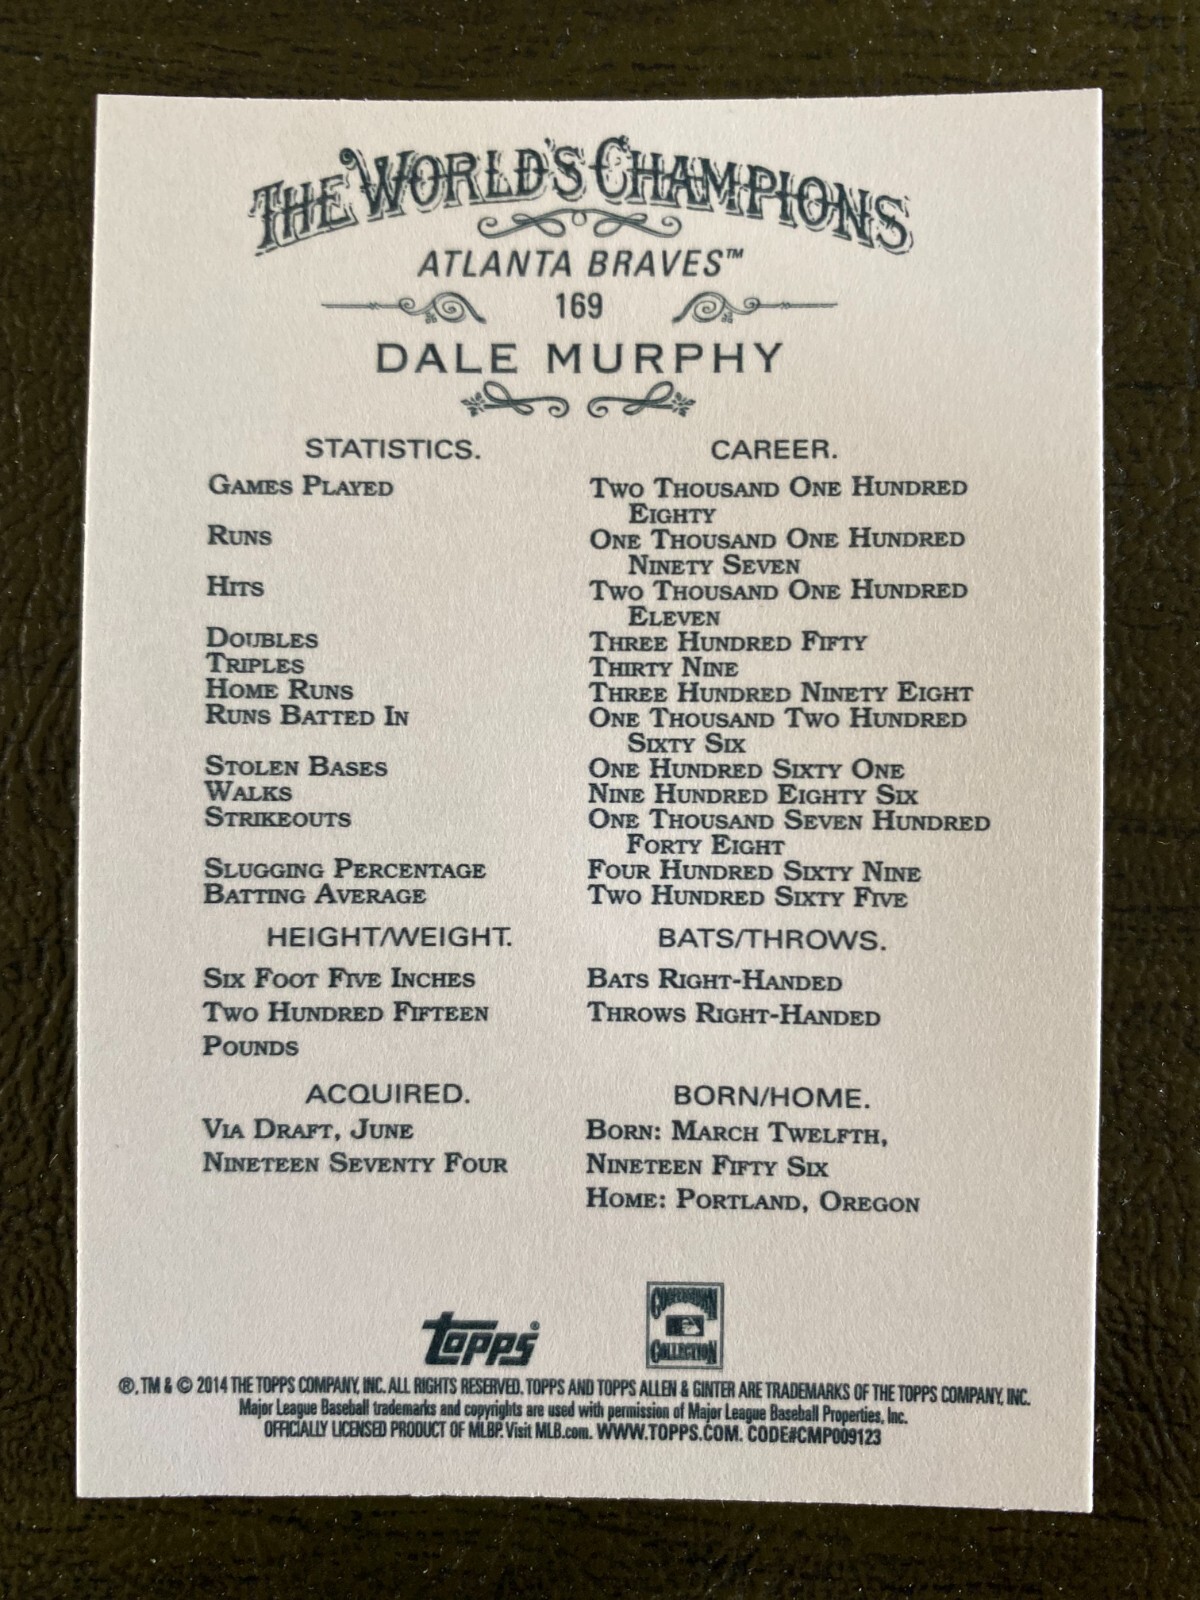 THE WORLD'S CHAMPIONS
ATLANTA BRAVES™
169
DALE MURPHY
STATISTICS. CAREER.
GAMES PLAYED TWO THOUSAND ONE HUNDRED
EIGHTY
RUNS ONE THOUSAND ONE HUNDRED
NINETY SEVEN
HITS TWO THOUSAND ONE HUNDRED
ELEVEN
DOUBLES THREE HUNDRED FIFTY
TRIPLES THIRTY NINE
HOME RUNS THREE HUNDRED NINETY EIGHT
RUNS BATTED IN ONE THOUSAND TWO HUNDRED
SIXTY SIX
STOLEN BASES ONE HUNDRED SIXTY ONE
WALKS NINE HUNDRED EIGHTY SIX
STRIKEOUTS ONE THOUSAND SEVEN HUNDRED
FORTY EIGHT
SLUGGING PERCENTAGE FOUR HUNDRED SIXTY NINE
BATTING AVERAGE TWO HUNDRED SIXTY FIVE
HEIGHT/WEIGHT. BATS/THROWS.
SIX FOOT FIVE INCHES BATS RIGHT-HANDED
TWO HUNDRED FIFTEEN THROWS RIGHT-HANDED
POUNDS
ACQUIRED. BORN/HOME.
VIA DRAFT, JUNE BORN: MARCH TWELFTH,
NINETEEN SEVENTY FOUR NINETEEN FIFTY SIX
HOME: PORTLAND, OREGON
topps®
COOPERSTOWN
COLLECTION
®, TM & © 2014 THE TOPPS COMPANY, INC. ALL RIGHTS RESERVED. TOPPS AND TOPPS ALLEN & GINTER ARE TRADEMARKS OF THE TOPPS COMPANY, INC.
Major League Baseball trademarks and copyrights are used with permission of Major League Baseball Properties, Inc.
OFFICIALLY LICENSED PRODUCT OF MLBP. Visit MLB.com. WWW.TOPPS.COM. CODE#CMP009123